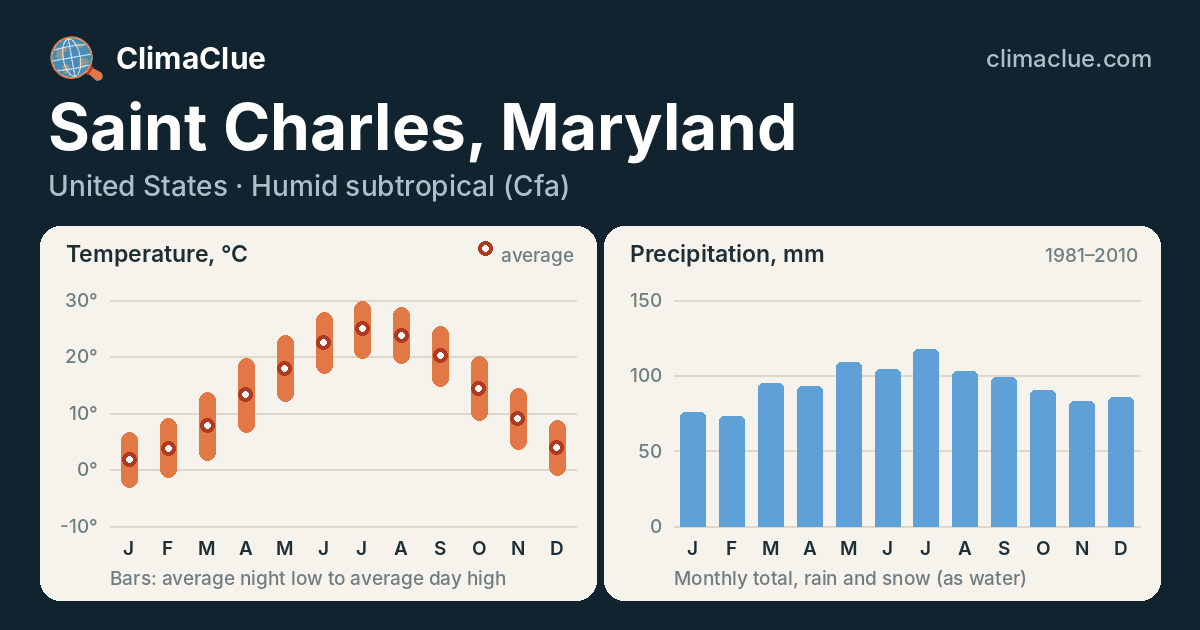 ClimaClue
climaclue.com
Saint Charles, Maryland
United States · Humid subtropical (Cfa)
Temperature, °C
average
30°
20°
10°
0°
-10°
J F M A M J J A S O N D
Bars: average night low to average day high
Precipitation, mm
1981–2010
150
100
50
0
J F M A M J J A S O N D
Monthly total, rain and snow (as water)